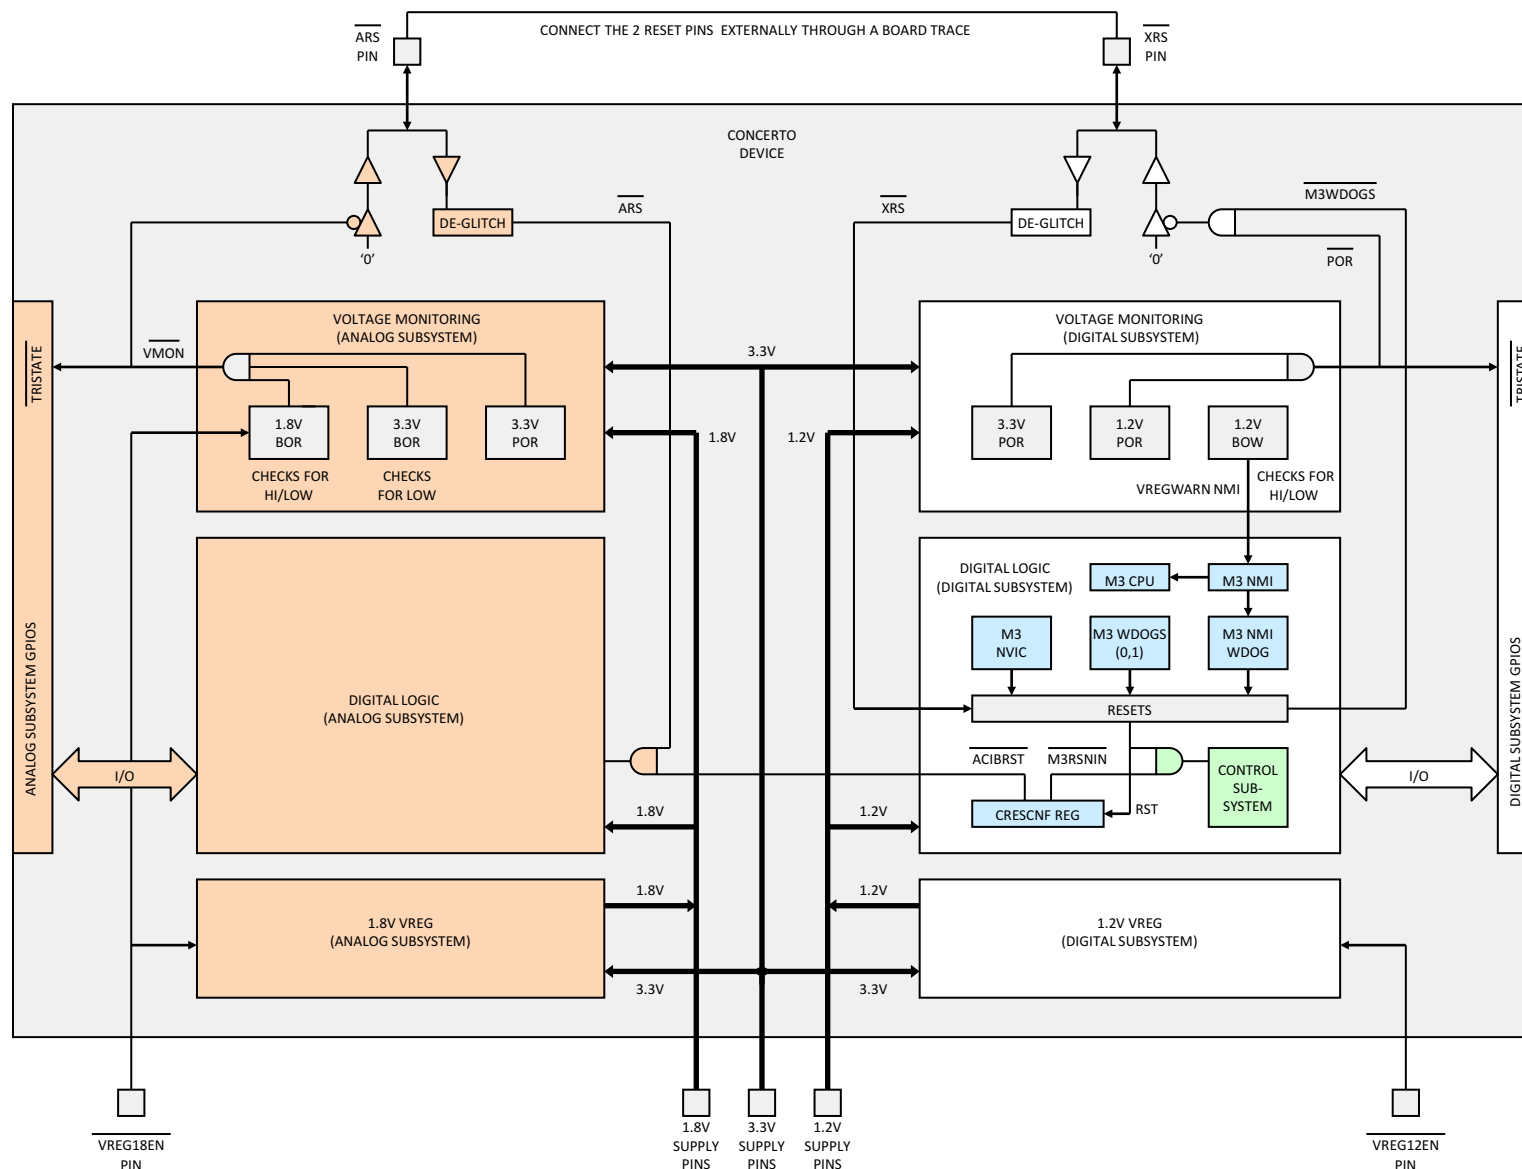 ARS
PIN
CONNECT THE 2 RESET PINS EXTERNALLY THROUGH A BOARD TRACE
XRS
PIN
CONCERTO
DEVICE
ARS
DE-GLITCH
'0'
XRS
DE-GLITCH
'0'
M3WDOGS
POR
TRISTATE
ANALOG SUBSYSTEM GPIOS
VMON
VOLTAGE MONITORING
(ANALOG SUBSYSTEM)
1.8V
BOR
3.3V
BOR
3.3V
POR
CHECKS FOR
HI/LOW
CHECKS
FOR LOW
3.3V
1.8V
1.2V
VOLTAGE MONITORING
(DIGITAL SUBSYSTEM)
3.3V
POR
1.2V
POR
1.2V
BOW
VREGWARN NMI
CHECKS FOR
HI/LOW
TRISTATE
DIGITAL SUBSYSTEM GPIOS
DIGITAL LOGIC
(ANALOG SUBSYSTEM)
I/O
1.8V
DIGITAL LOGIC
(DIGITAL SUBSYSTEM)
M3 CPU
M3 NMI
M3
NVIC
M3 WDOGS
(0,1)
M3 NMI
WDOG
RESETS
ACIBRST
M3RSNIN
CONTROL
SUB-
SYSTEM
CRESCNF REG
RST
1.2V
I/O
1.8V VREG
(ANALOG SUBSYSTEM)
1.8V
3.3V
1.2V
3.3V
1.2V VREG
(DIGITAL SUBSYSTEM)
VREG18EN
PIN
1.8V
SUPPLY
PINS
3.3V
SUPPLY
PINS
1.2V
SUPPLY
PINS
VREG12EN
PIN